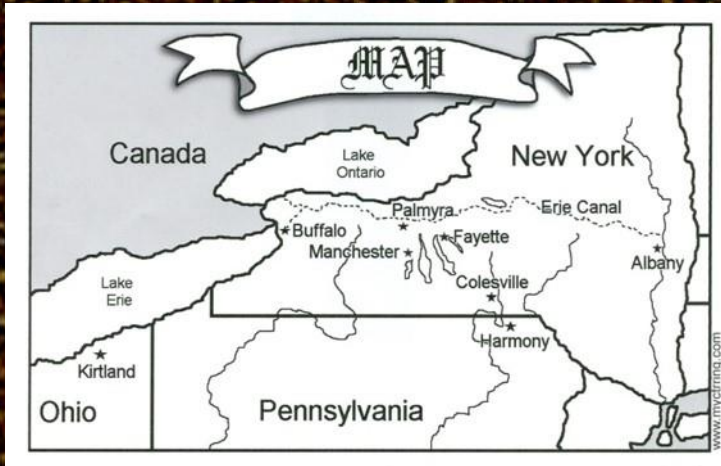 MAP
Canada
Lake
Ontario
New York
Palmyra
Erie Canal
Buffalo
Fayette
Manchester
Albany
Lake
Erie
Colesville
Harmony
Kirtland
Ohio
Pennsylvania
www.myctrring.com